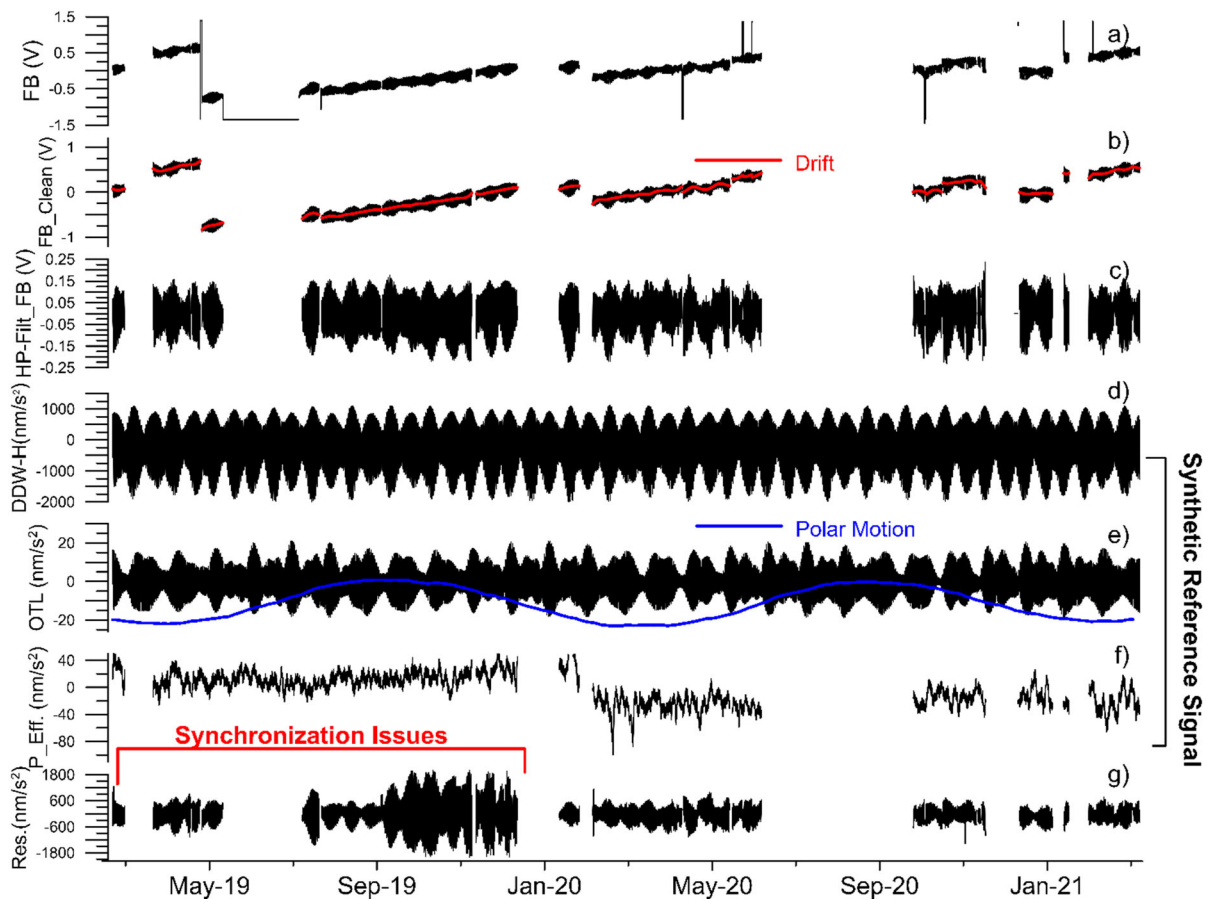 1.5
0.5
-0.5
-1.5
FB (V)
a)
1
0
-1
FB_Clean (V)
Drift
b)
0.25
0.15
0.05
-0.05
-0.15
-0.25
HP-Filt_FB (V)
c)
1000
0
-1000
-2000
DDW-H(nm/s²)
d)
20
0
-20
OTL (nm/s²)
Polar Motion
e)
40
0
-40
-80
P_Eff. (nm/s²)
f)
Synchronization Issues
1800
600
-600
-1800
Res.(nm/s²)
g)
Synthetic Reference Signal
May-19 Sep-19 Jan-20 May-20 Sep-20 Jan-21